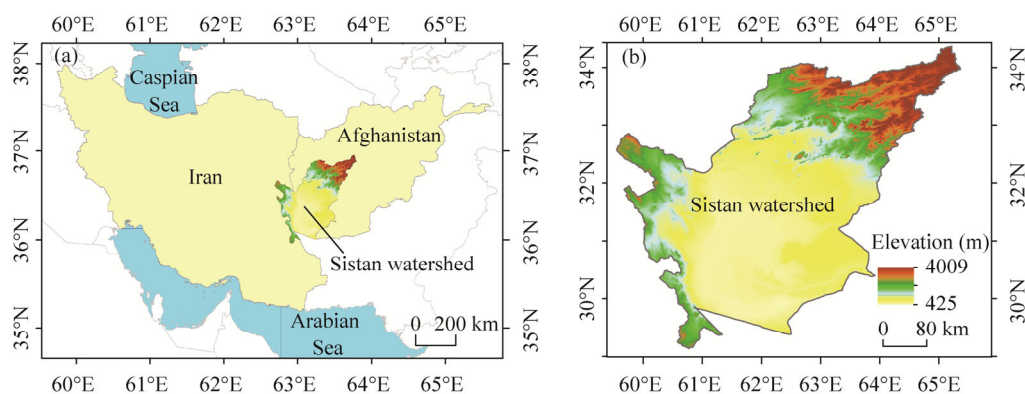 60°E 61°E 62°E 63°E 64°E 65°E
(a)
38°N
37°N
36°N
35°N
Caspian
Sea
Afghanistan
Iran
Sistan watershed
Arabian
Sea
0 200 km
38°N
37°N
36°N
35°N
60°E 61°E 62°E 63°E 64°E 65°E
60°E 61°E 62°E 63°E 64°E 65°E
(b)
34°N
32°N
31°N
30°N
Sistan watershed
Elevation (m)
4009
425
0 80 km
34°N
33°N
32°N
31°N
30°N
60°E 61°E 62°E 63°E 64°E 65°E